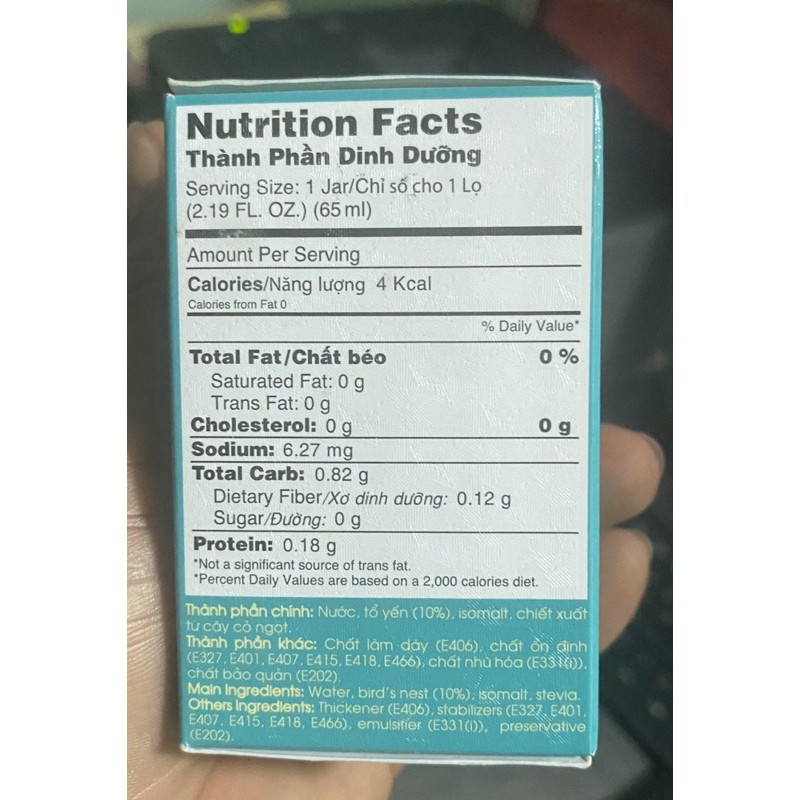 Nutrition Facts
Thành Phần Dinh Dưỡng
Serving Size: 1 Jar/Chỉ số cho 1 Lọ
(2.19 FL. OZ.) (65 ml)
Amount Per Serving
Calories/Năng lượng 4 Kcal
Calories from Fat 0
% Daily Value*
Total Fat/Chất béo 0 %
Saturated Fat: 0 g
Trans Fat: 0 g
Cholesterol: 0 g 0 g
Sodium: 6.27 mg
Total Carb: 0.82 g
Dietary Fiber/Xơ dinh dưỡng: 0.12 g
Sugar/Đường: 0 g
Protein: 0.18 g
*Not a significant source of trans fat.
*Percent Daily Values are based on a 2,000 calories diet.
Thành phần chính: Nước, tổ yến (10%), isomalt, chiết xuất
từ cây cỏ ngọt.
Thành phần khác: Chất làm dày (E406), chất ổn định
(E327, E401, E407, E415, E418, E466), chất nhũ hóa (E331(i)),
chất bảo quản (E202).
Main Ingredients: Water, bird's nest (10%), isomalt, stevia.
Others Ingredients: Thickener (E406), stabilizers (E327, E401,
E407, E415, E418, E466), emulsifier (E331(i)), preservative
(E202).